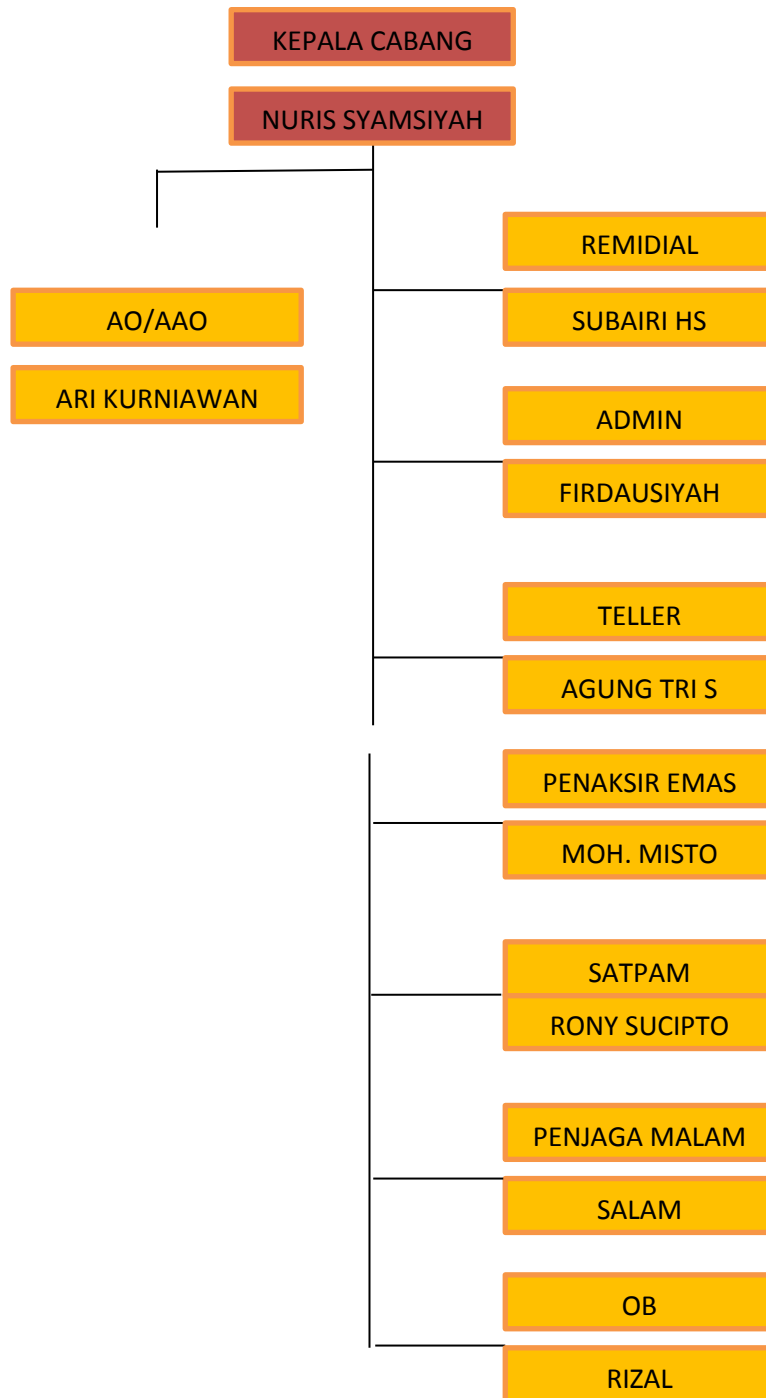 KEPALA CABANG
NURIS SYAMSIYAH
AO/AAO
ARI KURNIAWAN
REMIDIAL
SUBAIRI HS
ADMIN
FIRDAUSIYAH
TELLER
AGUNG TRI S
PENAKSIR EMAS
MOH. MISTO
SATPAM
RONY SUCIPTO
PENJAGA MALAM
SALAM
OB
RIZAL